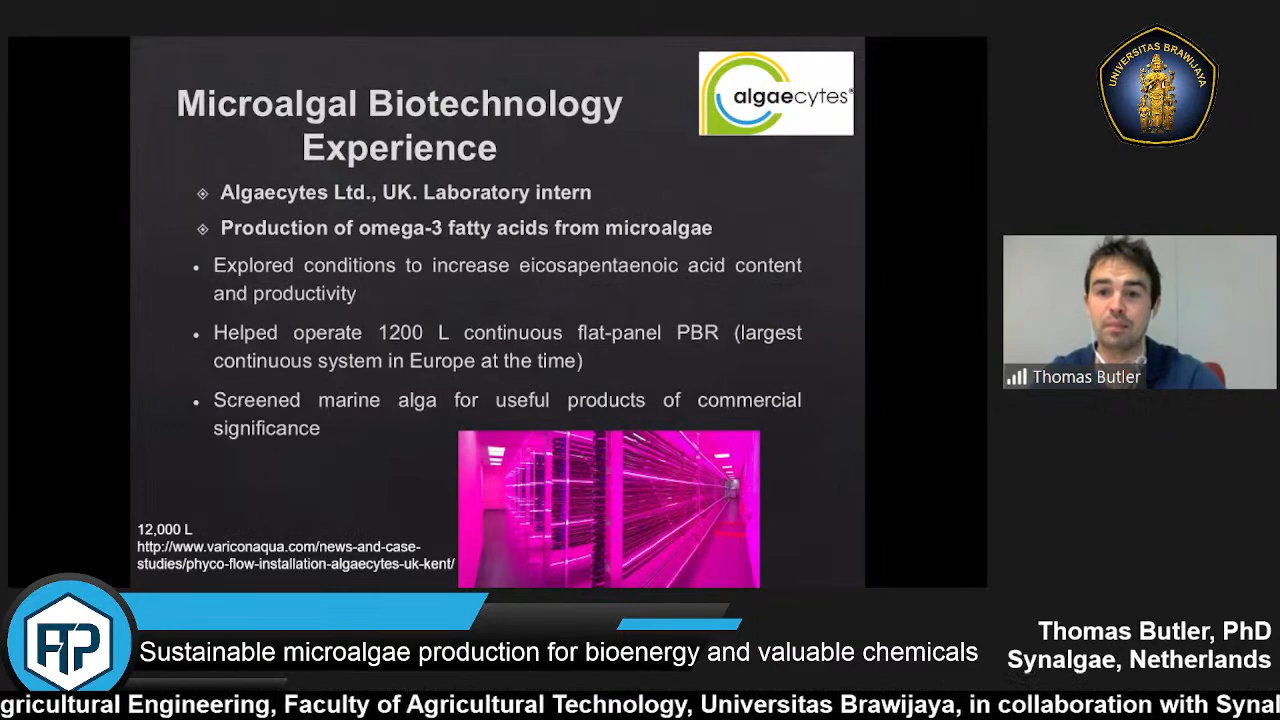 Microalgal Biotechnology
Experience
algaecytes®
Algaecytes Ltd., UK. Laboratory intern
Production of omega-3 fatty acids from microalgae
Explored conditions to increase eicosapentaenoic acid content
and productivity
Helped operate 1200 L continuous flat-panel PBR (largest
continuous system in Europe at the time)
Screened marine alga for useful products of commercial
significance
12,000 L
http://www.variconaqua.com/news-and-case-
studies/phyco-flow-installation-algaecytes-uk-kent/
UNIVERSITAS BRAWIJAYA
Thomas Butler
FTP
Sustainable microalgae production for bioenergy and valuable chemicals
Thomas Butler, PhD
Synalgae, Netherlands
gricultural Engineering, Faculty of Agricultural Technology, Universitas Brawijaya, in collaboration with Synal